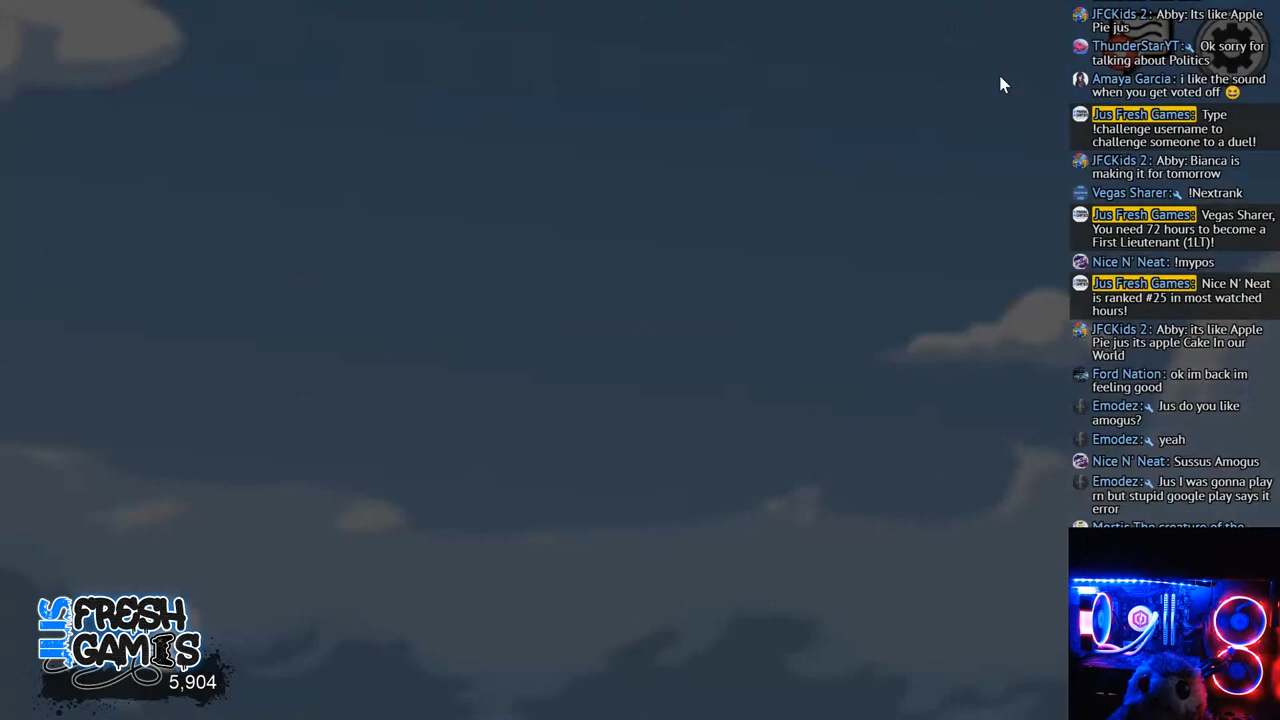 JFCKids 2: Abby: Its like Apple
Pie jus
ThunderStarYT: Ok sorry for
talking about Politics
Amaya Garcia: i like the sound
when you get voted off 😆
Jus Fresh Games: Type
!challenge username to
challenge someone to a duel!
JFCKids 2: Abby: Bianca is
making it for tomorrow
Vegas Sharer: !Nextrank
Jus Fresh Games: Vegas Sharer,
You need 72 hours to become a
First Lieutenant (1LT)!
Nice N' Neat: !mypos
Jus Fresh Games: Nice N' Neat
is ranked #25 in most watched
hours!
JFCKids 2: Abby: its like Apple
Pie jus its apple Cake In our
World
Ford Nation: ok im back im
feeling good
Emodez: Jus do you like
amogus?
Emodez: yeah
Nice N' Neat: Sussus Amogus
Emodez: Jus I was gonna play
rn but stupid google play says it
error
JUS
FRESH
GAMES
5,904